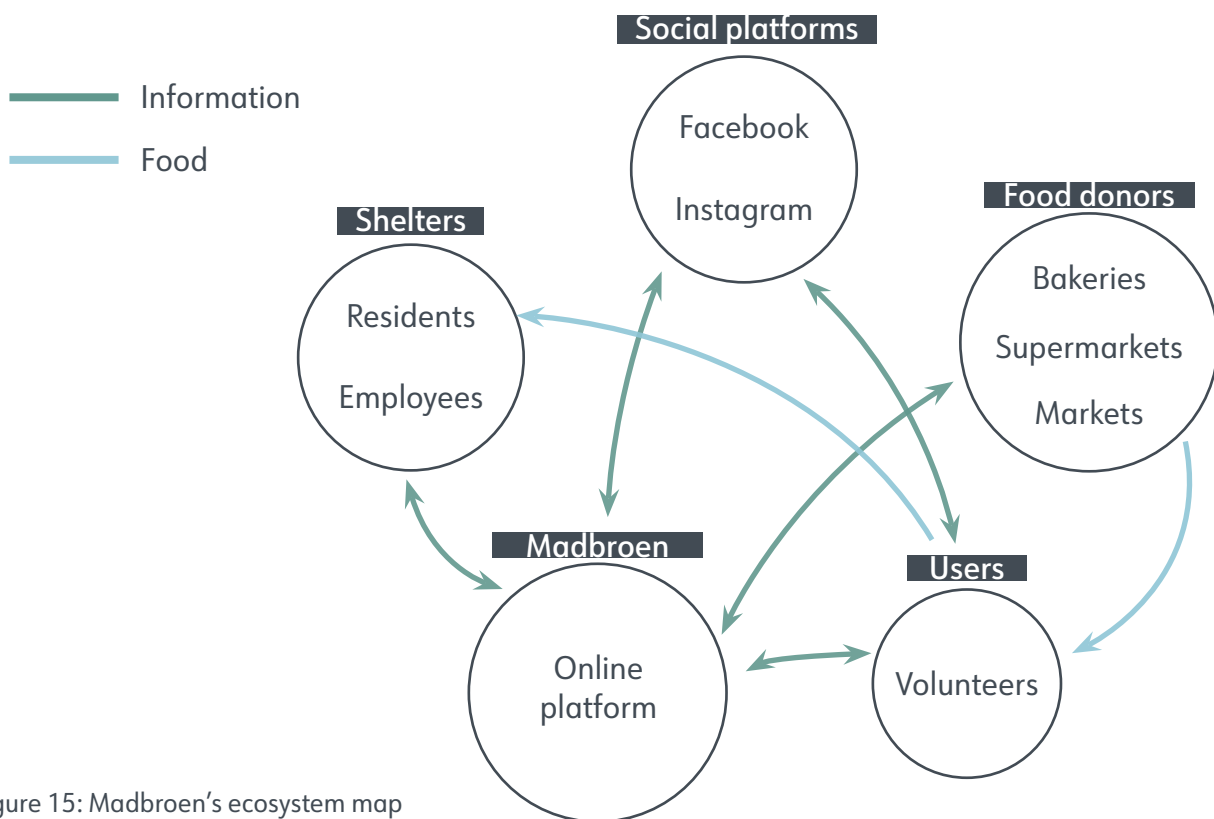 Social platforms
Information
Facebook
Food
Food donors
Instagram
Shelters
Bakeries
Residents
Supermarkets
Employees
Markets
Madbroen
Users
Online
platform
Volunteers
gure 15: Madbroen's ecosystem map